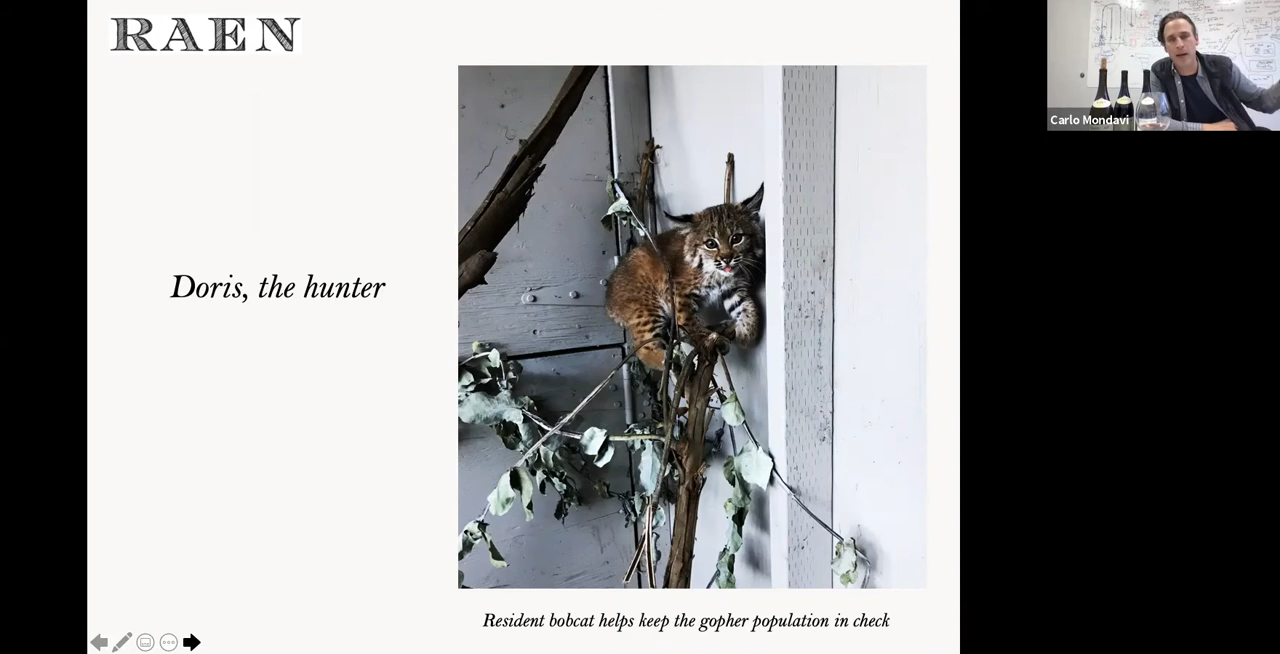 RAEN
Carlo Mondavi
Doris, the hunter
Resident bobcat helps keep the gopher population in check